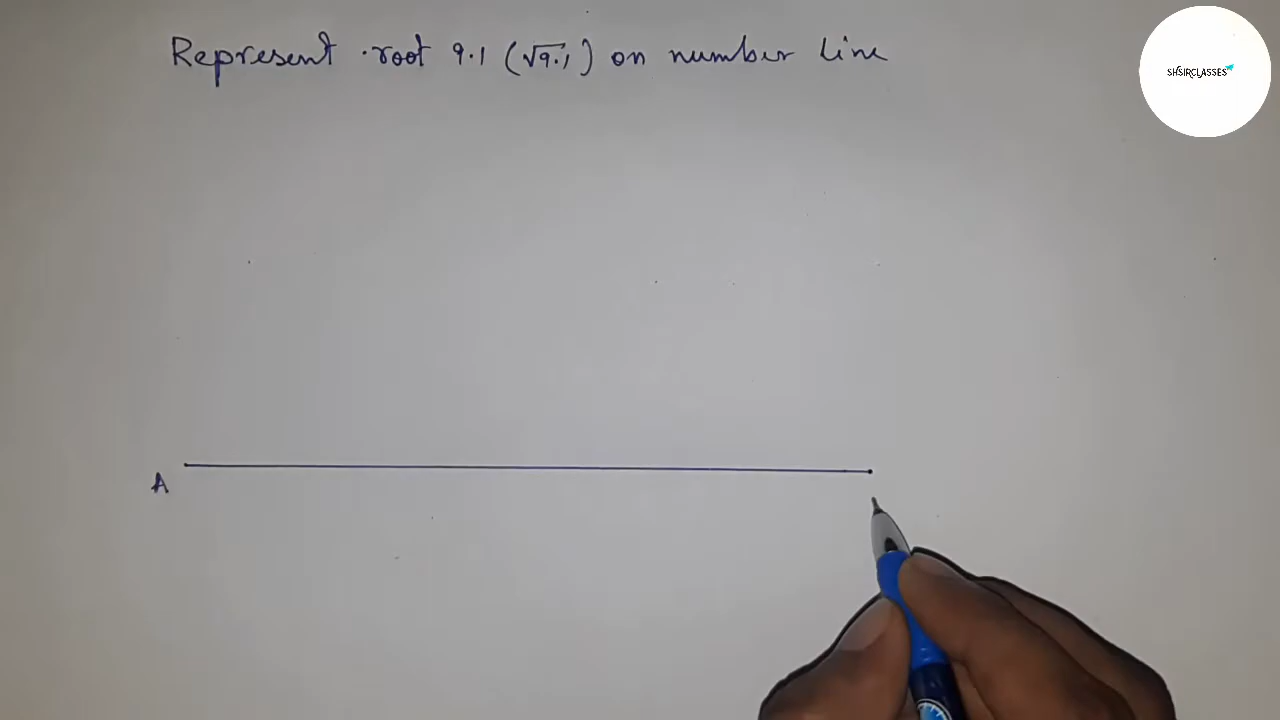 Represent root 9.1 (√9.1) on number line
SHSIRCLASSES
A